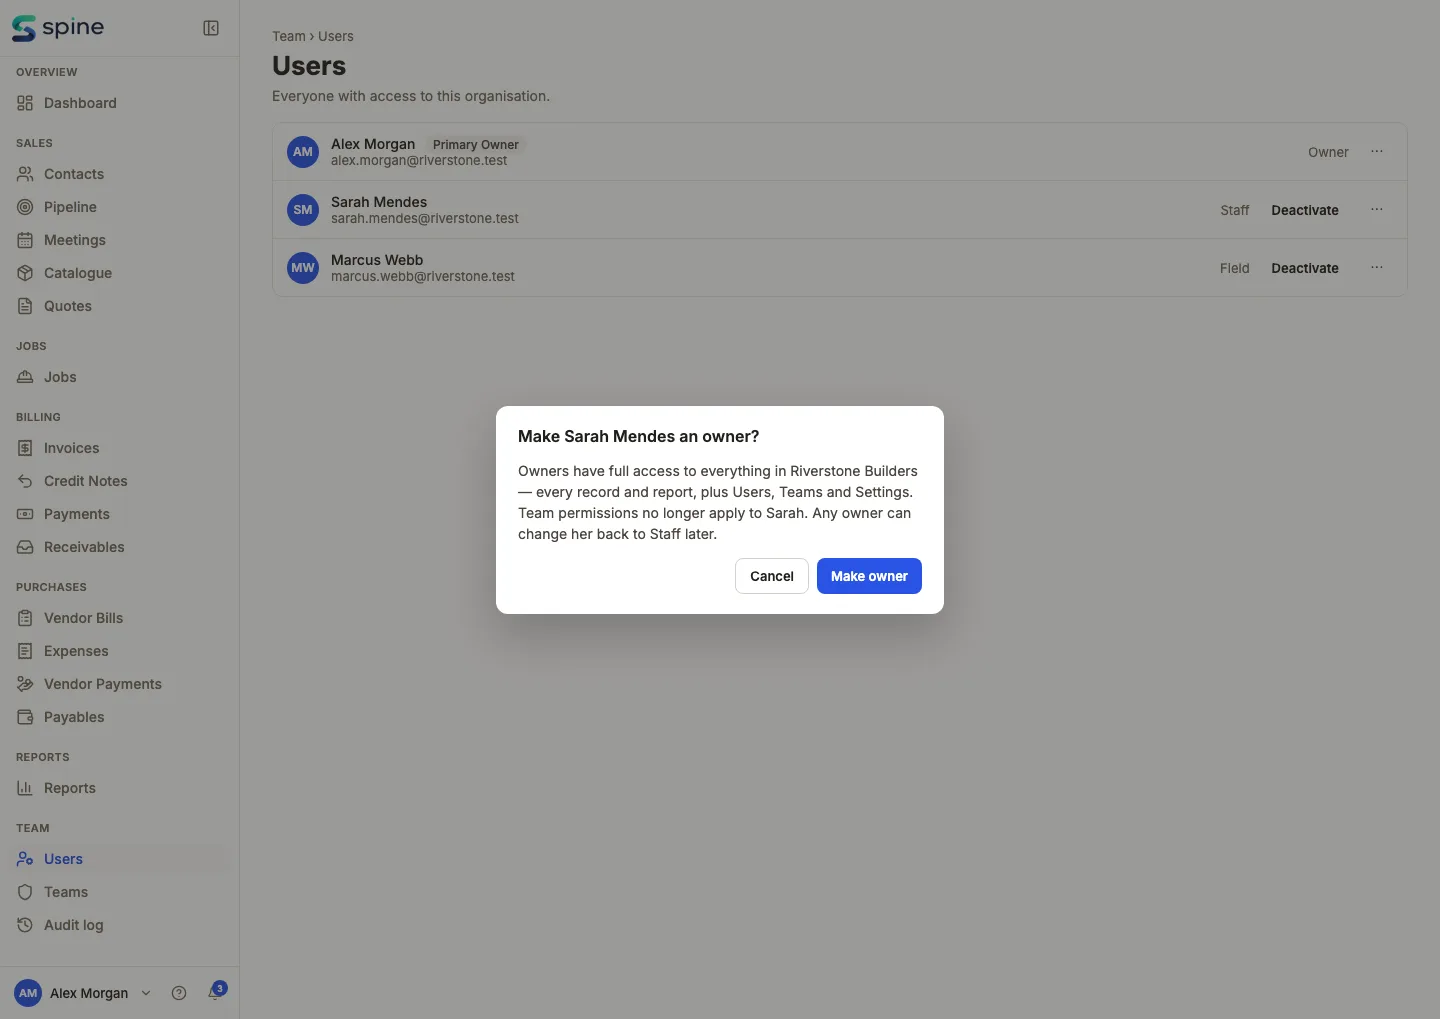 spine
OVERVIEW
Dashboard
SALES
Contacts
Pipeline
Meetings
Catalogue
Quotes
JOBS
Jobs
BILLING
Invoices
Credit Notes
Payments
Receivables
PURCHASES
Vendor Bills
Expenses
Vendor Payments
Payables
REPORTS
Reports
TEAM
Users
Teams
Audit log
AM Alex Morgan 3
Team › Users
Users
Everyone with access to this organisation.
AM Alex Morgan Primary Owner
alex.morgan@riverstone.test
Owner ···
SM Sarah Mendes
sarah.mendes@riverstone.test
Staff Deactivate ···
MW Marcus Webb
marcus.webb@riverstone.test
Field Deactivate ···
Make Sarah Mendes an owner?
Owners have full access to everything in Riverstone Builders
— every record and report, plus Users, Teams and Settings.
Team permissions no longer apply to Sarah. Any owner can
change her back to Staff later.
Cancel Make owner